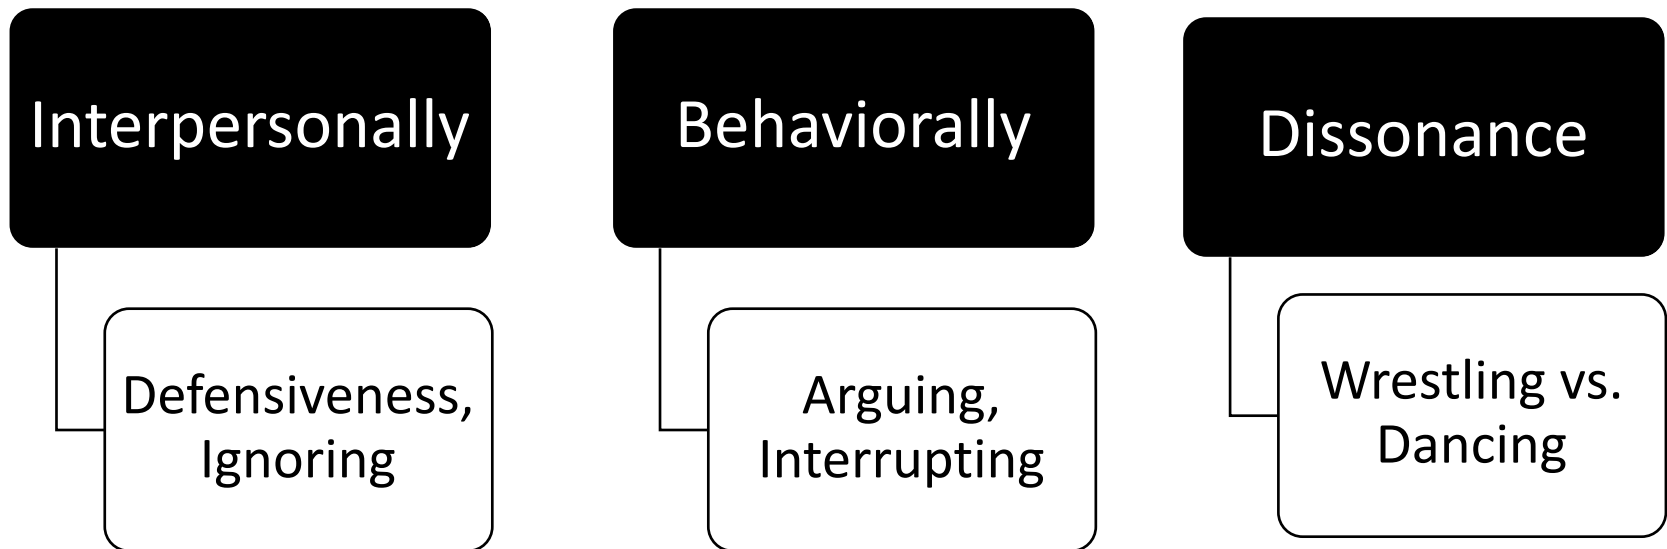 Interpersonally
Defensiveness,
Ignoring
Behaviorally
Arguing,
Interrupting
Dissonance
Wrestling vs.
Dancing